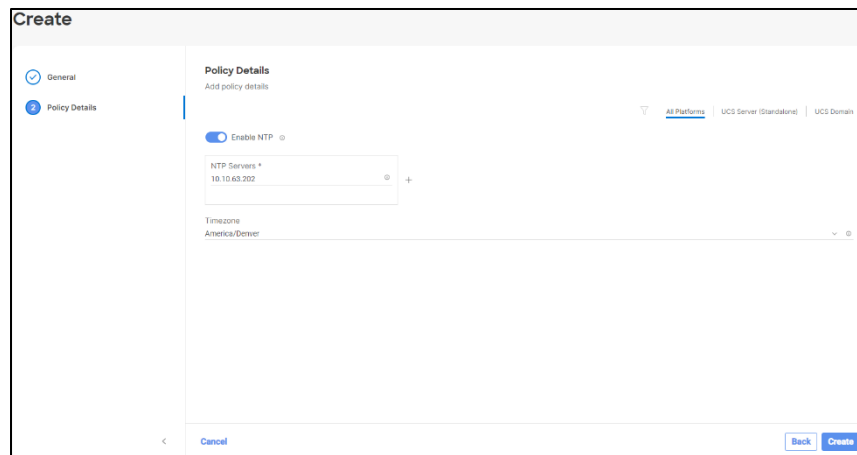 Create
General
2 Policy Details
Policy Details
Add policy details
All Platforms UCS Server (Standalone) UCS Domain
Enable NTP
NTP Servers *
10.10.63.202
Timezone
America/Denver
Cancel Back Create